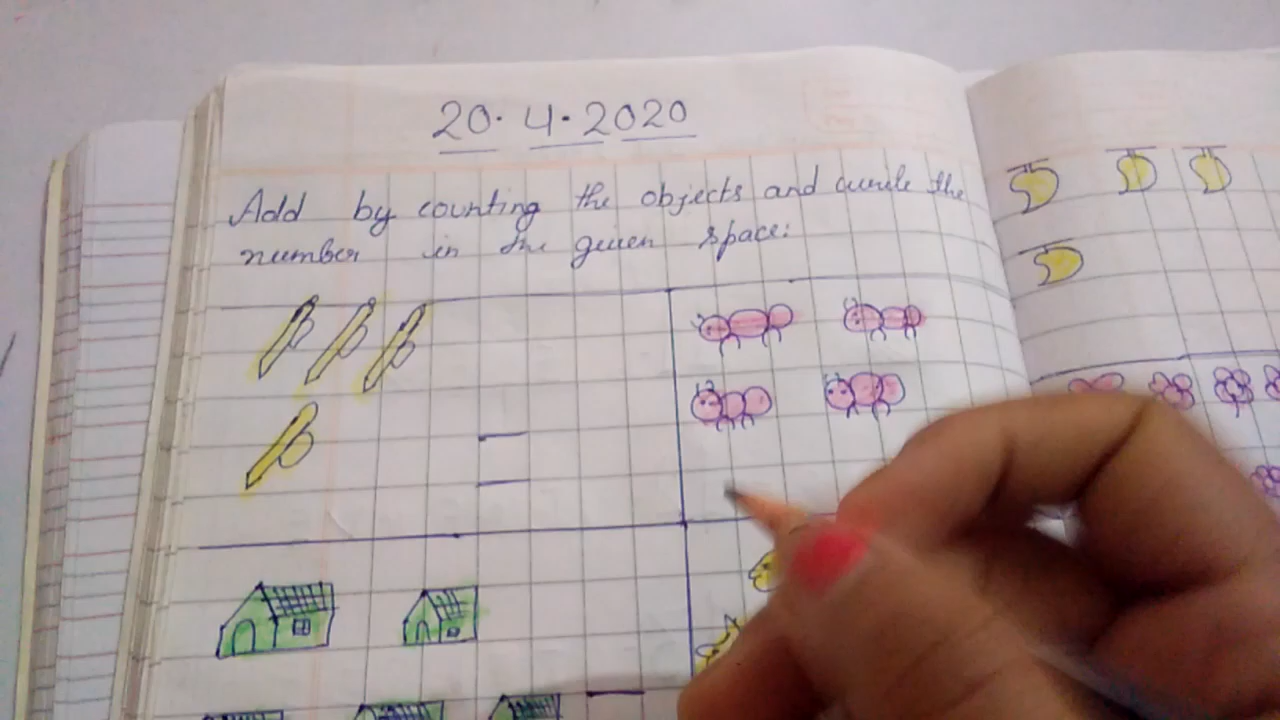 20.4.2020
Add by counting the objects and write the
number in the given space: